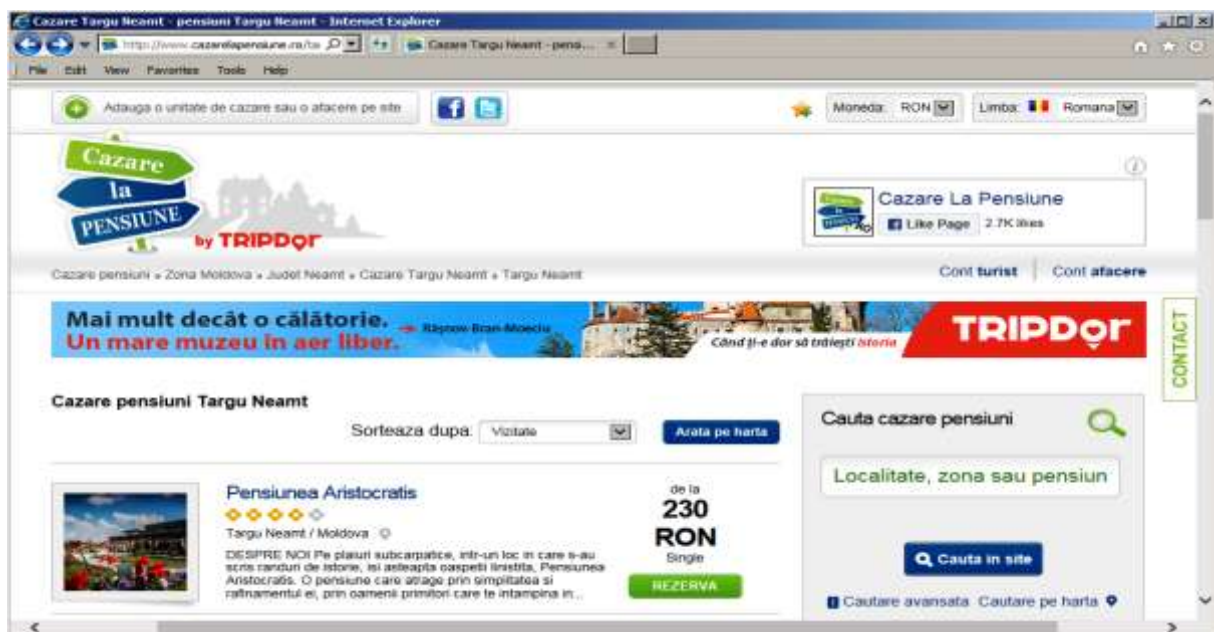 Cazare Targu Neamt - pensiuni Targu Neamt - Internet Explorer
http://www.cazarelapensiune.ro/ta
Cazare Targu Neamt - pensi...
File Edit View Favorites Tools Help
Adauga o unitate de cazare sau o afacere pe site
Moneda: RON
Limba: Romana
Cazare
la
PENSIUNE
by TRIPDOR
Cazare La Pensiune
Like Page 2.7K likes
Cazare pensiuni » Zona Moldova » Judet Neamt » Cazare Targu Neamt » Targu Neamt
Cont turist Cont afacere
Mai mult decât o călătorie.
Un mare muzeu în aer liber.
Râșnov-Bran-Moeciu
Când ți-e dor să trăiești istoria
TRIPDOR
CONTACT
Cazare pensiuni Targu Neamt
Sorteaza dupa: Vizitate
Arata pe harta
Pensiunea Aristocratis
Targu Neamt / Moldova
DESPRE NOI Pe plaiuri subcarpatice, intr-un loc in care s-au
scris randuri de istorie, isi asteapta oaspetii linistita, Pensiunea
Aristocratis. O pensiune care atrage prin simplitatea si
rafinamentul ei, prin oamenii primitori care te intampina in...
de la
230
RON
Single
REZERVA
Cauta cazare pensiuni
Localitate, zona sau pensiun
Cauta in site
Cautare avansata Cautare pe harta